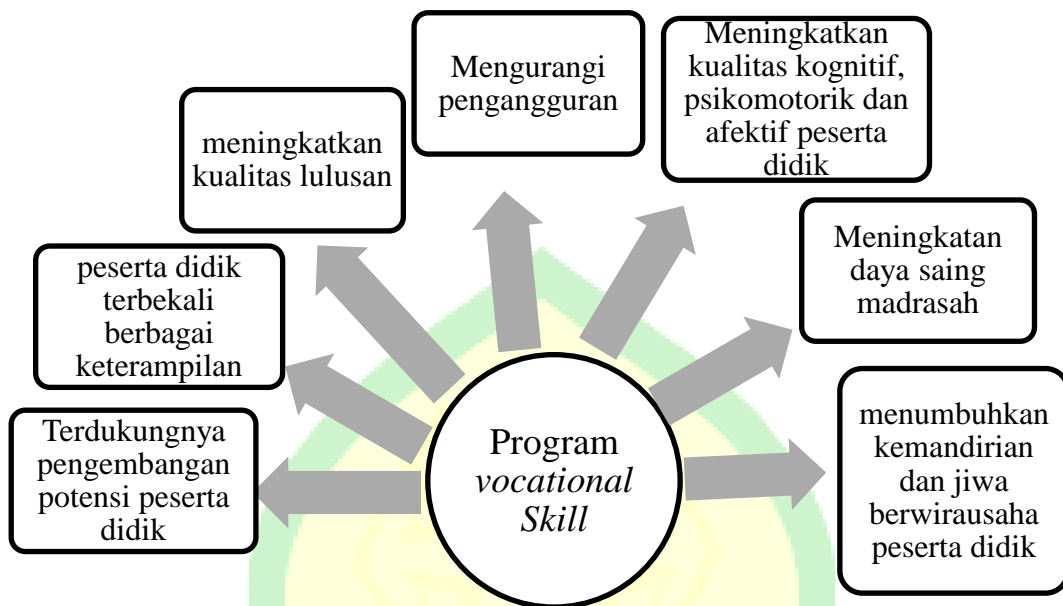 Terdukungnya
pengembangan
potensi peserta
didik
peserta didik
terbekali
berbagai
keterampilan
meningkatkan
kualitas lulusan
Mengurangi
pengangguran
Meningkatkan
kualitas kognitif,
psikomotorik dan
afektif peserta
didik
Meningkatan
daya saing
madrasah
menumbuhkan
kemandirian
dan jiwa
berwirausaha
peserta didik
Program
vocational
Skill